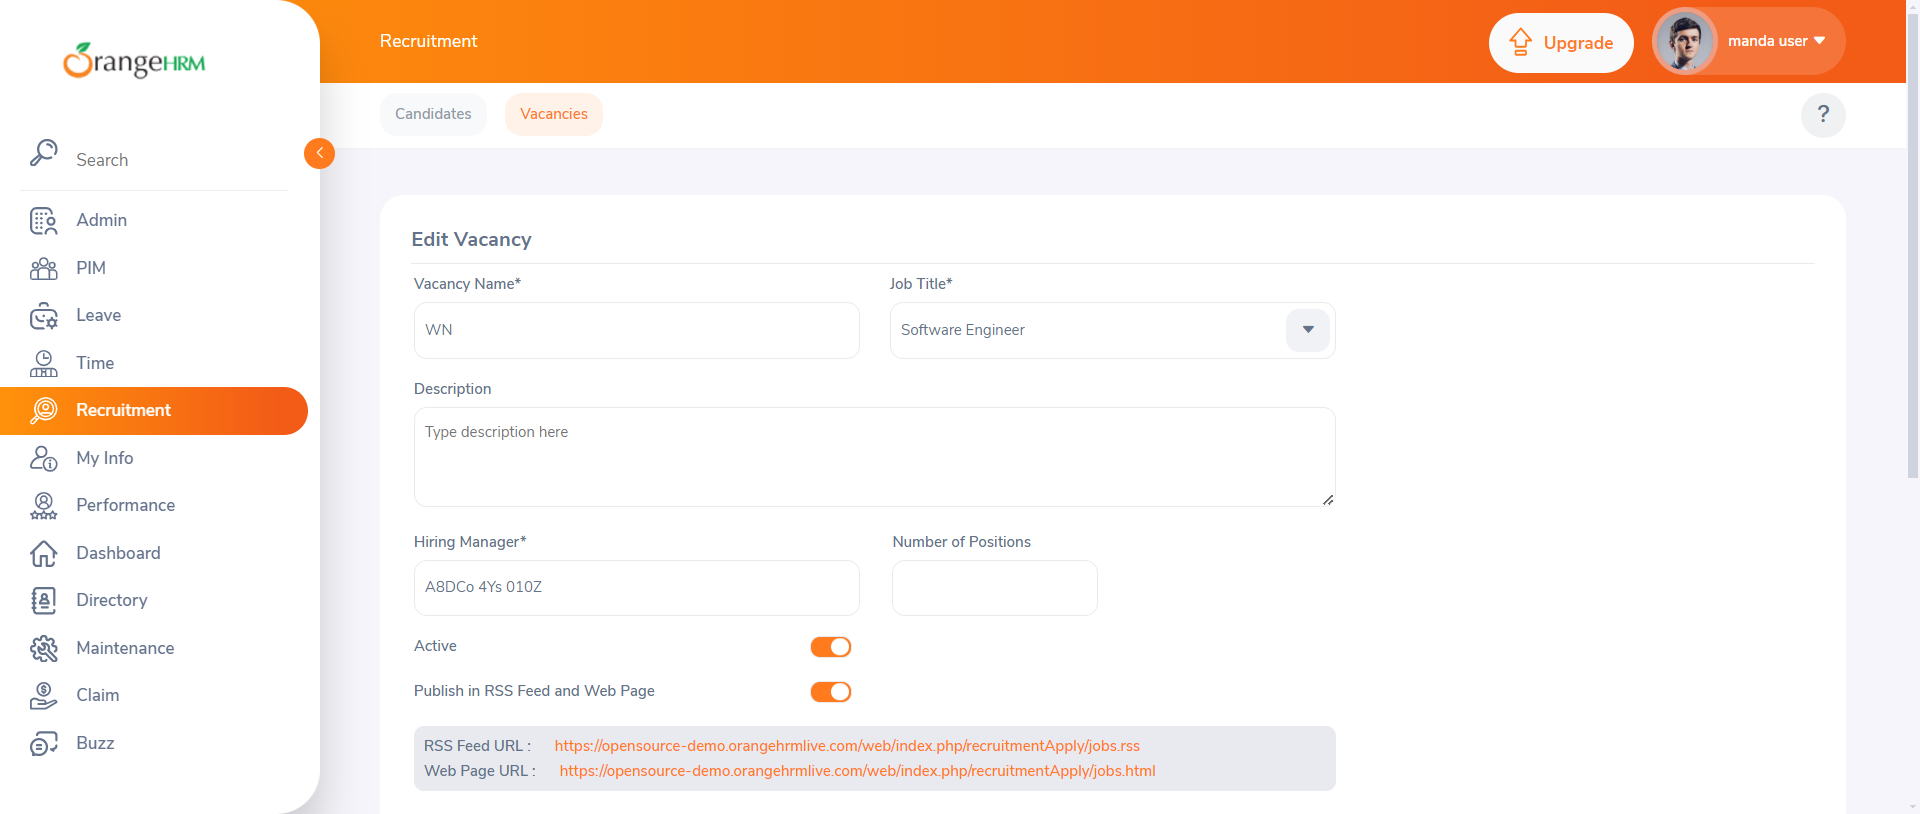 OrangeHRM
Recruitment
Upgrade
manda user
Candidates
Vacancies
?
Search
Admin
PIM
Leave
Time
Recruitment
My Info
Performance
Dashboard
Directory
Maintenance
Claim
Buzz
Edit Vacancy
Vacancy Name*
Job Title*
WN
Software Engineer
Description
Type description here
Hiring Manager*
Number of Positions
A8DCo 4Ys 010Z
Active
Publish in RSS Feed and Web Page
RSS Feed URL : https://opensource-demo.orangehrmlive.com/web/index.php/recruitmentApply/jobs.rss
Web Page URL : https://opensource-demo.orangehrmlive.com/web/index.php/recruitmentApply/jobs.html